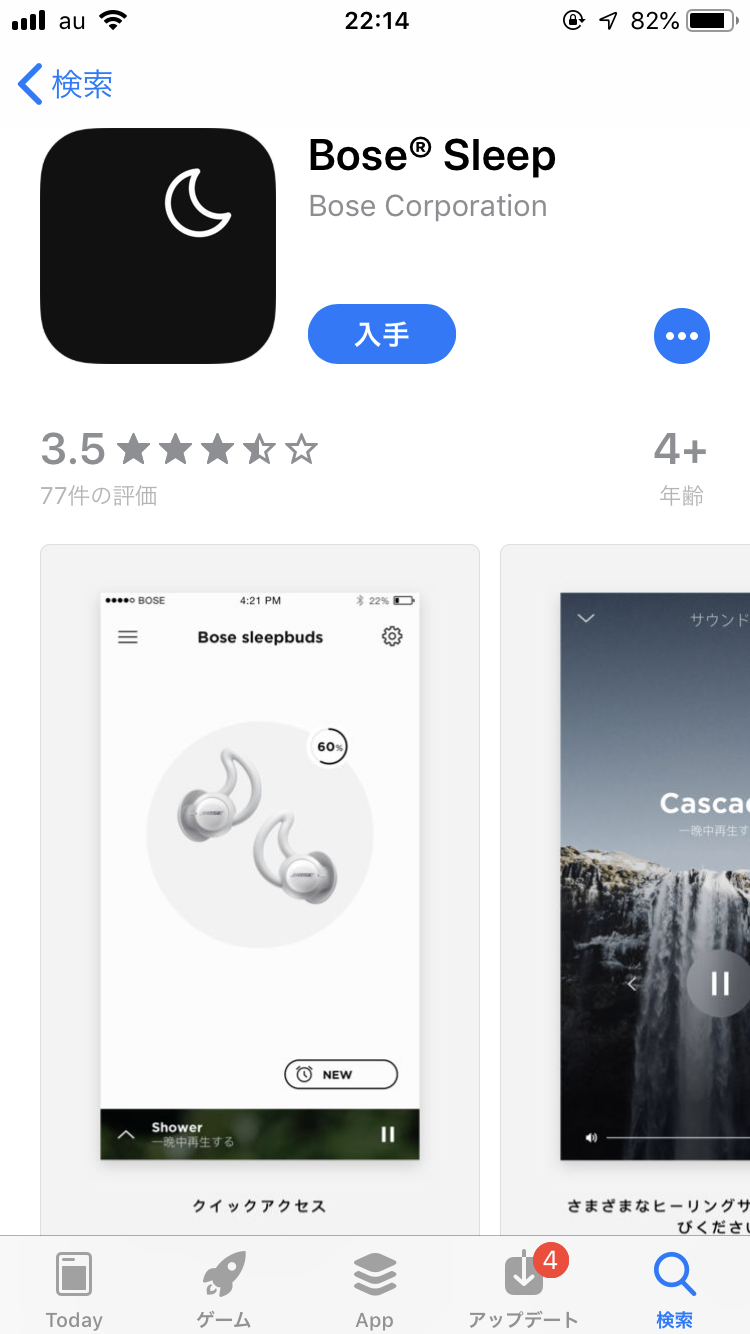 au 22:14 82%
検索
Bose® Sleep
Bose Corporation
入手
3.5
4+
77件の評価
年齢
BOSE 4:21 PM 22%
Bose sleepbuds
60%
NEW
Shower
一晩中再生する
クイックアクセス
サウンド
Casca
一晩中再生す
さまざまなヒーリングサ
びくださ
4
Today
ゲーム
App
アップデート
検索